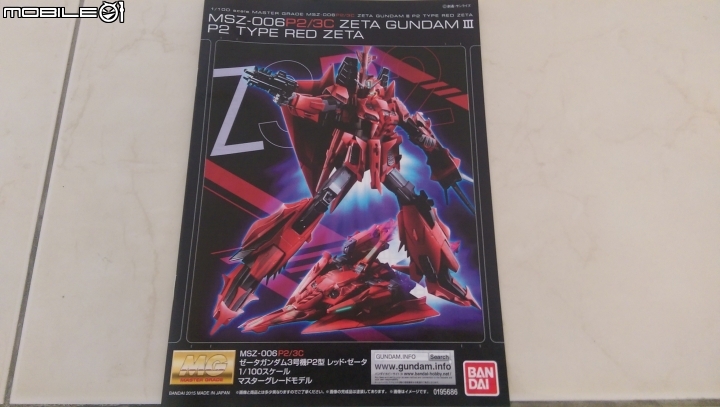 mobile01
1/100 scale MASTER GRADE MSZ-006P2/3C ZETA GUNDAM Ⅲ P2 TYPE RED ZETA
MSZ-006P2/3C ZETA GUNDAM Ⅲ
P2 TYPE RED ZETA
MG
MASTER GRADE
MSZ-006P2/3C
ゼータガンダム3号機P2型 レッド・ゼータ
1/100スケール
マスターグレードモデル
GUNDAM.INFO
Search
www.gundam.info
BAN
DAI
BANDAI 2015 MADE IN JAPAN
0195686